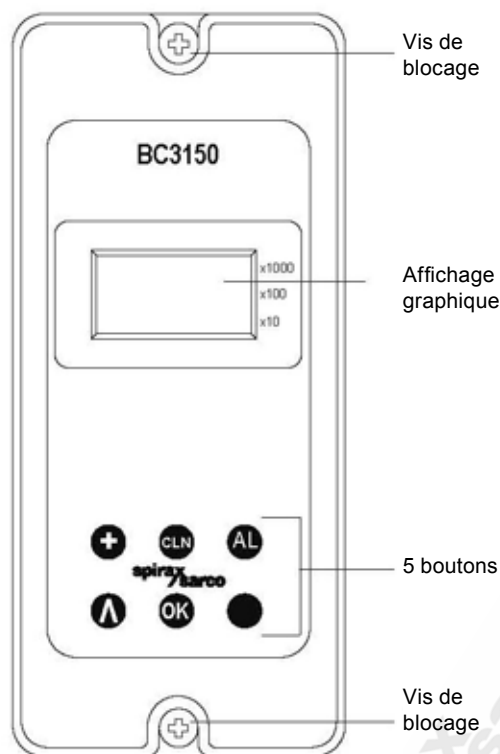 Vis de
blocage
BC3150
x1000
x100
x10
Affichage
graphique
+ CLN AL
spirax
/sarco
Λ OK
5 boutons
Vis de
blocage